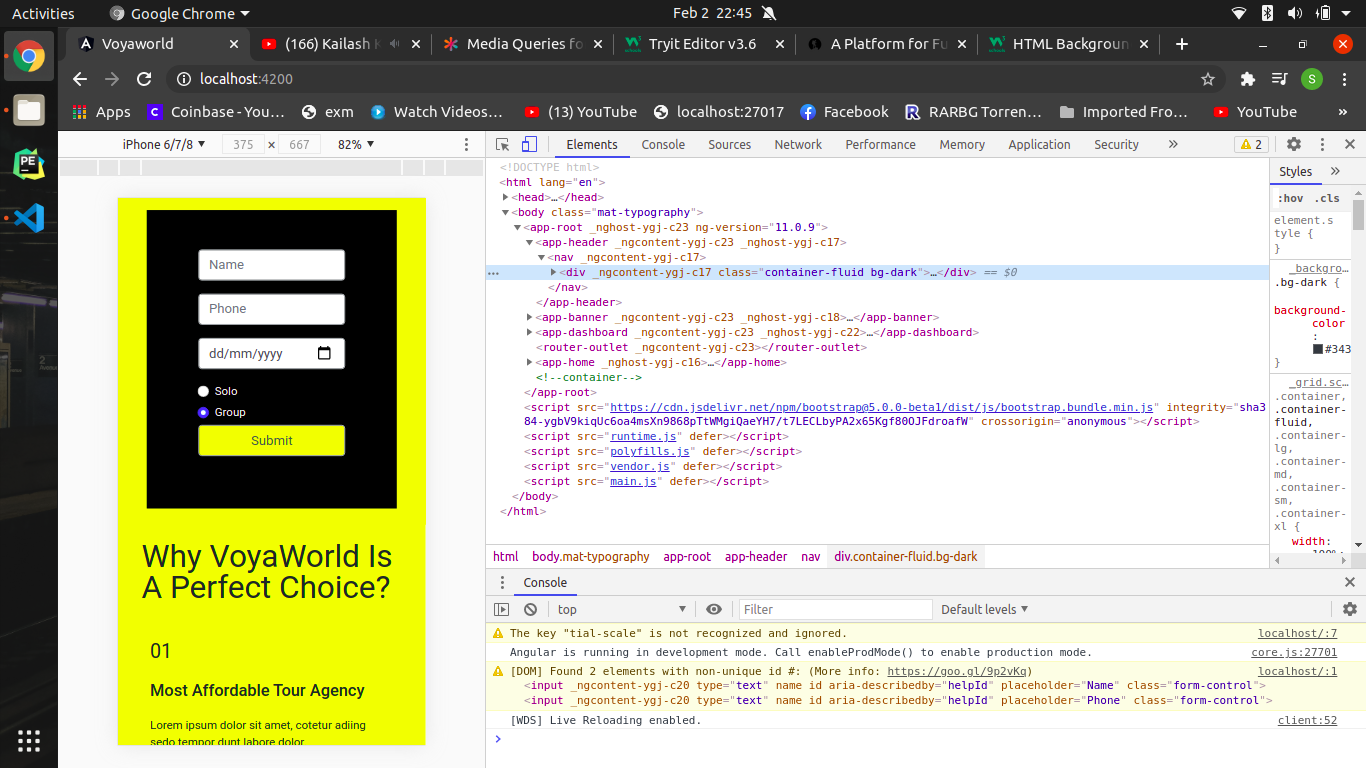 Activities
Google Chrome
Feb 2 22:45
Voyaworld
(166) Kailash K
Media Queries fo
Tryit Editor v3.6
A Platform for Fu
HTML Backgroun
localhost:4200
S
Apps
Coinbase - You…
exm
Watch Videos…
(13) YouTube
localhost:27017
Facebook
RARBG Torren…
Imported Fro…
YouTube
»
iPhone 6/7/8
375 × 667
82%
Elements
Console
Sources
Network
Performance
Memory
Application
Security
»
2
Name
Phone
dd/mm/yyyy
Solo
Group
Submit
Why VoyaWorld Is
A Perfect Choice?
01
Most Affordable Tour Agency
Lorem ipsum dolor sit amet, cotetur adiing
sedo tempor dunt labore dolor
<!DOCTYPE html>
<html lang="en">
<head>…</head>
<body class="mat-typography">
<app-root _nghost-ygj-c23 ng-version="11.0.9">
<app-header _ngcontent-ygj-c23 _nghost-ygj-c17>
<nav _ngcontent-ygj-c17>
<div _ngcontent-ygj-c17 class="container-fluid bg-dark">…</div> == $0
</nav>
</app-header>
<app-banner _ngcontent-ygj-c23 _nghost-ygj-c18>…</app-banner>
<app-dashboard _ngcontent-ygj-c23 _nghost-ygj-c22>…</app-dashboard>
<router-outlet _ngcontent-ygj-c23></router-outlet>
<app-home _nghost-ygj-c16>…</app-home>
<!--container-->
</app-root>
<script src="https://cdn.jsdelivr.net/npm/bootstrap@5.0.0-beta1/dist/js/bootstrap.bundle.min.js" integrity="sha3
84-ygbV9kiqUc6oa4msXn9868pTtWMgiQaeYH7/t7LECLbyPA2x65Kgf80OJFdroafW" crossorigin="anonymous"></script>
<script src="runtime.js" defer></script>
<script src="polyfills.js" defer></script>
<script src="vendor.js" defer></script>
<script src="main.js" defer></script>
</body>
</html>
Styles
»
:hov .cls
element.s
tyle {
}
_backgro…
.bg-dark {
background-
color
:
#343
}
_grid.sc…
.container,
.container-
fluid,
.container-
lg,
.container-
md,
.container-
sm,
.container-
xl {
width:
100%;
html
body.mat-typography
app-root
app-header
nav
div.container-fluid.bg-dark
Console
top
Filter
Default levels
The key "tial-scale" is not recognized and ignored.
localhost/:7
Angular is running in development mode. Call enableProdMode() to enable production mode.
core.js:27701
[DOM] Found 2 elements with non-unique id #: (More info: https://goo.gl/9p2vKq)
localhost/:1
<input _ngcontent-ygj-c20 type="text" name id aria-describedby="helpId" placeholder="Name" class="form-control">
<input _ngcontent-ygj-c20 type="text" name id aria-describedby="helpId" placeholder="Phone" class="form-control">
[WDS] Live Reloading enabled.
client:52